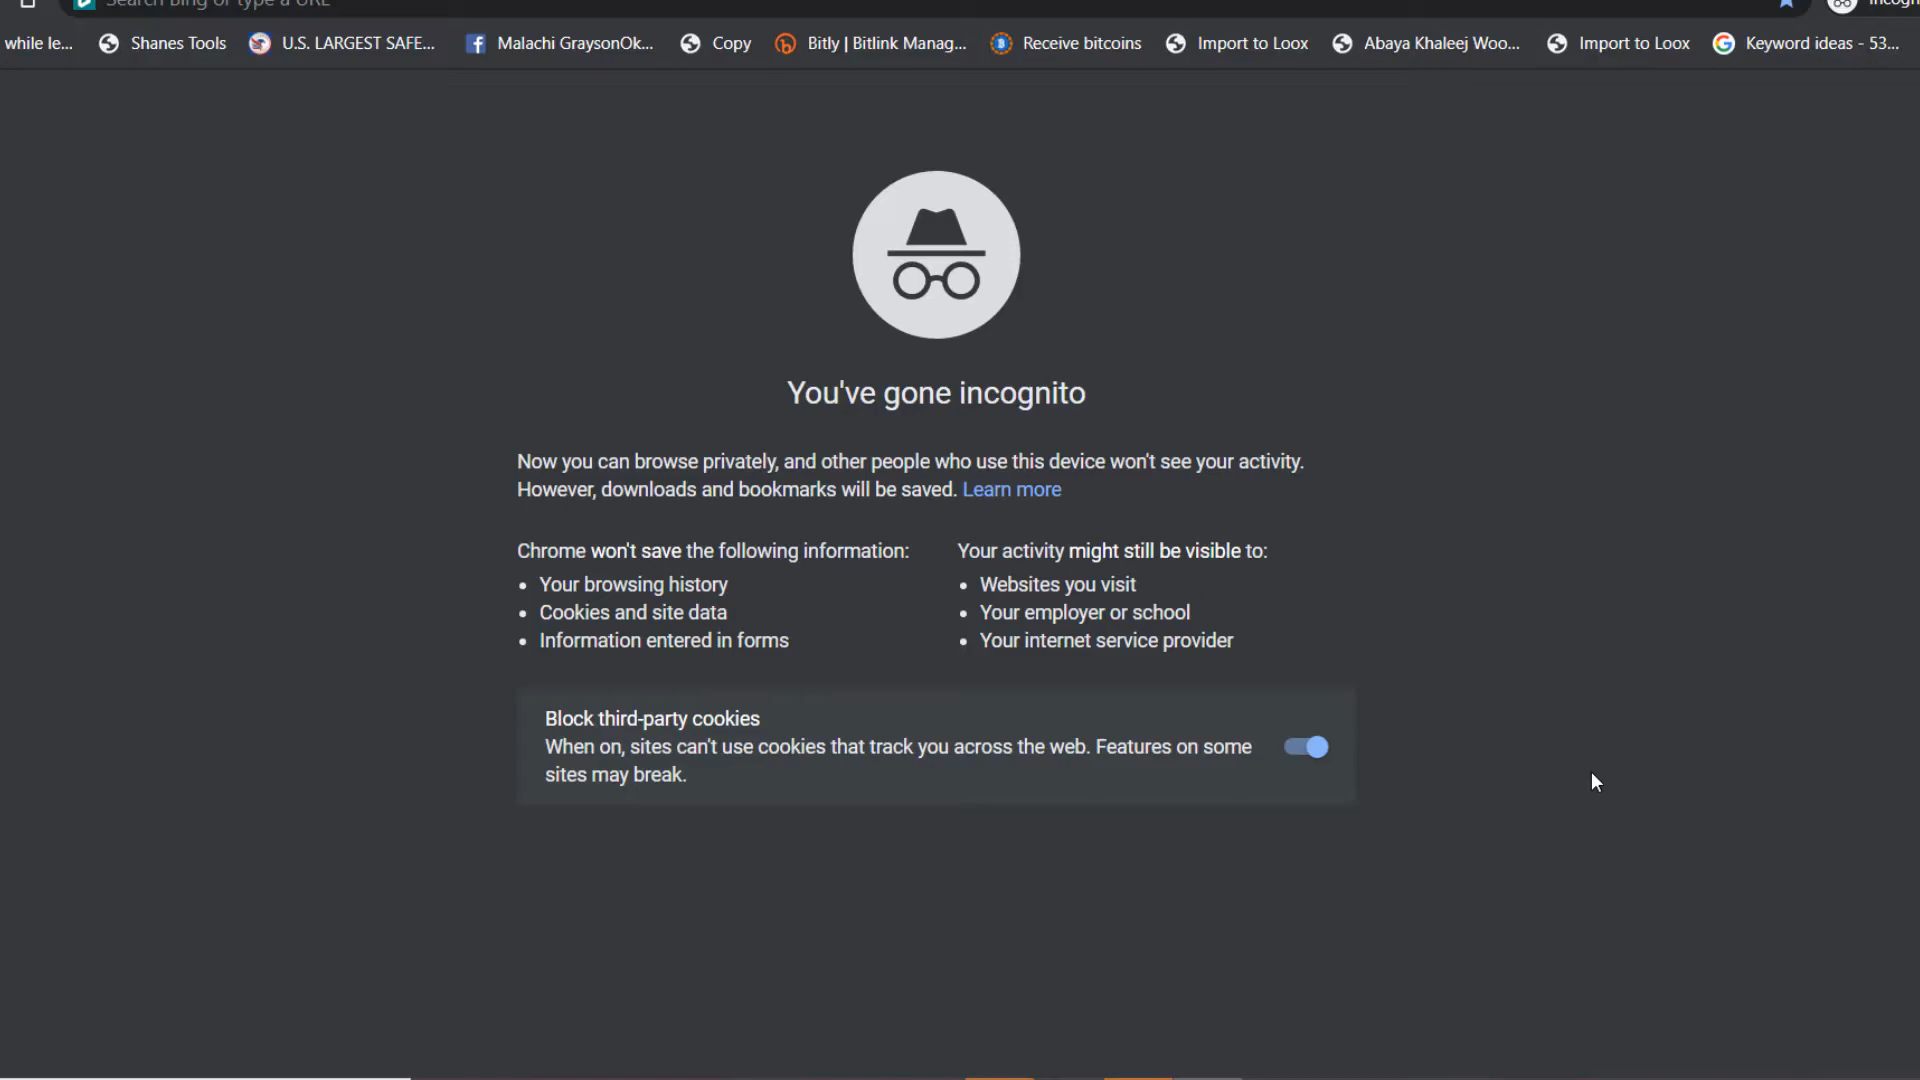 Search Bing or type a URL
while le... Shanes Tools U.S. LARGEST SAFE... Malachi GraysonOk... Copy Bitly | Bitlink Manag... Receive bitcoins Import to Loox Abaya Khaleej Woo... Import to Loox Keyword ideas - 53...
You've gone incognito
Now you can browse privately, and other people who use this device won't see your activity.
However, downloads and bookmarks will be saved. Learn more
Chrome won't save the following information:
Your browsing history
Cookies and site data
Information entered in forms
Your activity might still be visible to:
Websites you visit
Your employer or school
Your internet service provider
Block third-party cookies
When on, sites can't use cookies that track you across the web. Features on some
sites may break.